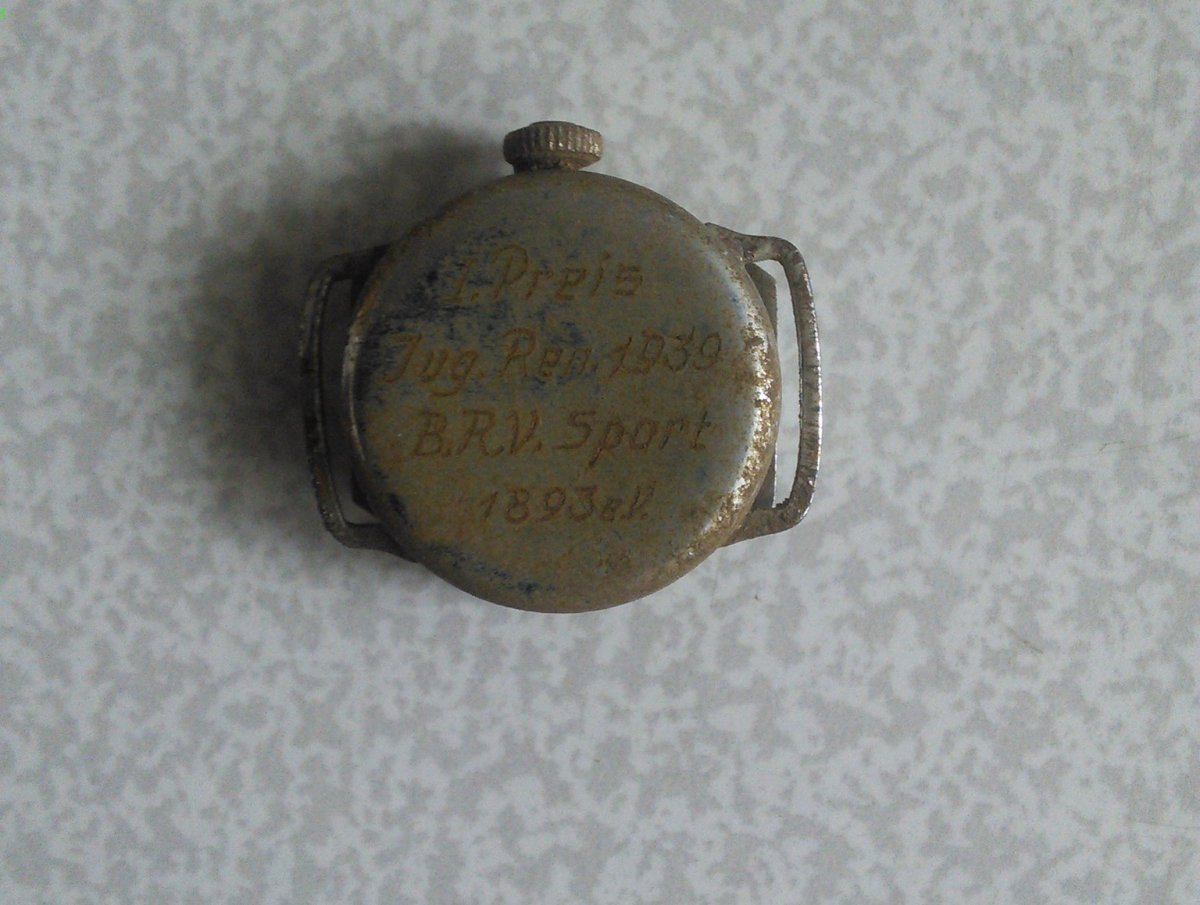 1. Preis
Jug. Ren. 1939
B.R.V. Sport
1893 e.V.